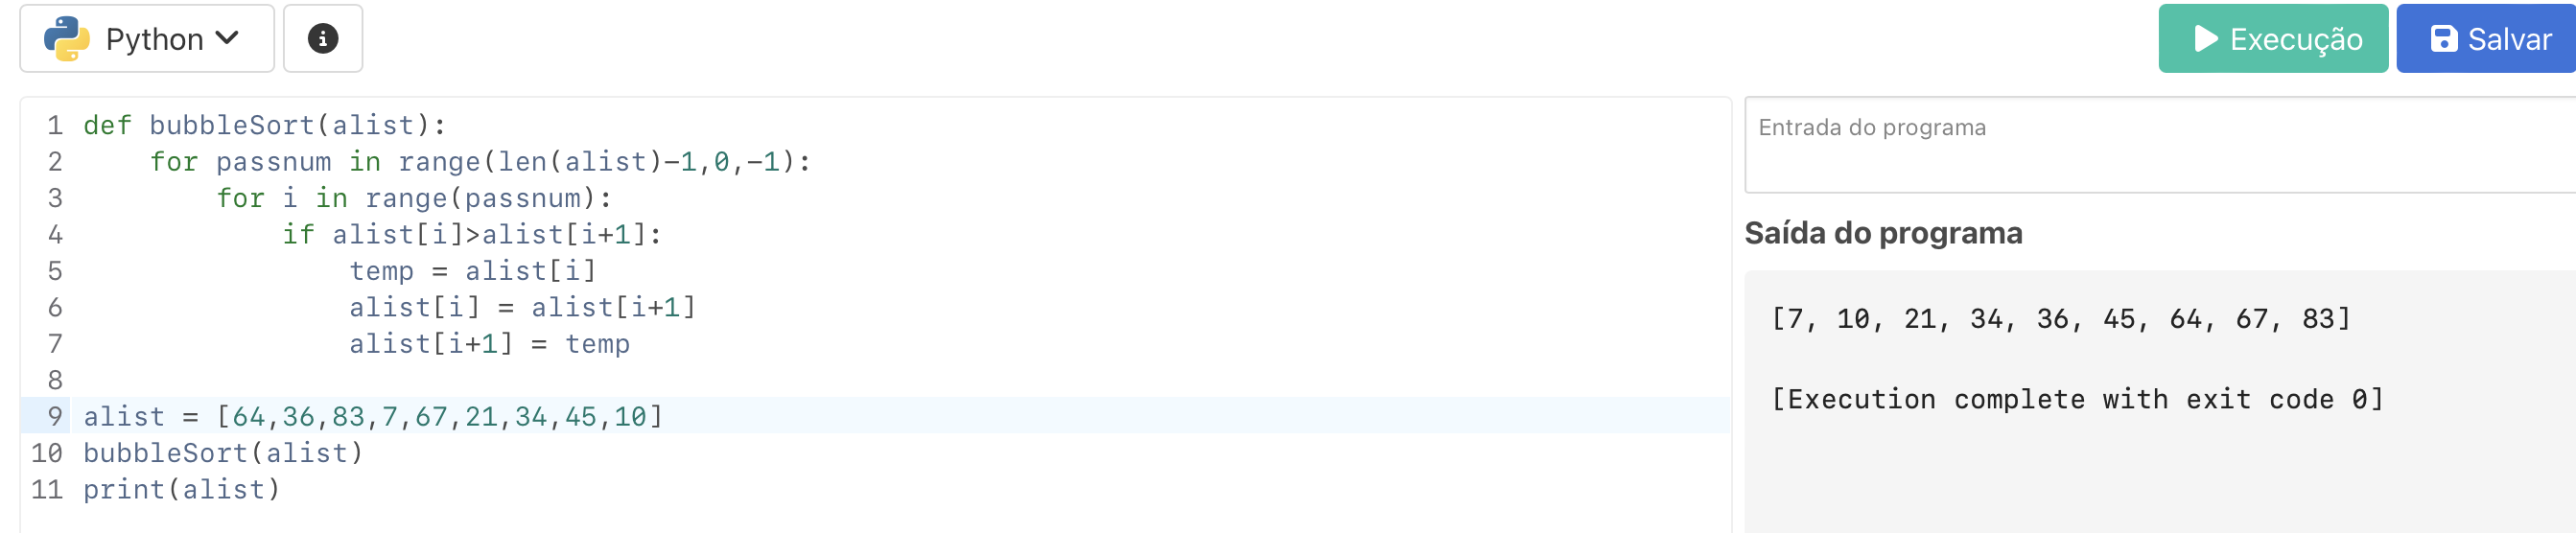 Python
Execução
Salvar
1 def bubbleSort(alist):
2     for passnum in range(len(alist)-1,0,-1):
3         for i in range(passnum):
4             if alist[i]>alist[i+1]:
5                 temp = alist[i]
6                 alist[i] = alist[i+1]
7                 alist[i+1] = temp
8
9 alist = [64,36,83,7,67,21,34,45,10]
10 bubbleSort(alist)
11 print(alist)
Entrada do programa
Saída do programa
[7, 10, 21, 34, 36, 45, 64, 67, 83]
[Execution complete with exit code 0]